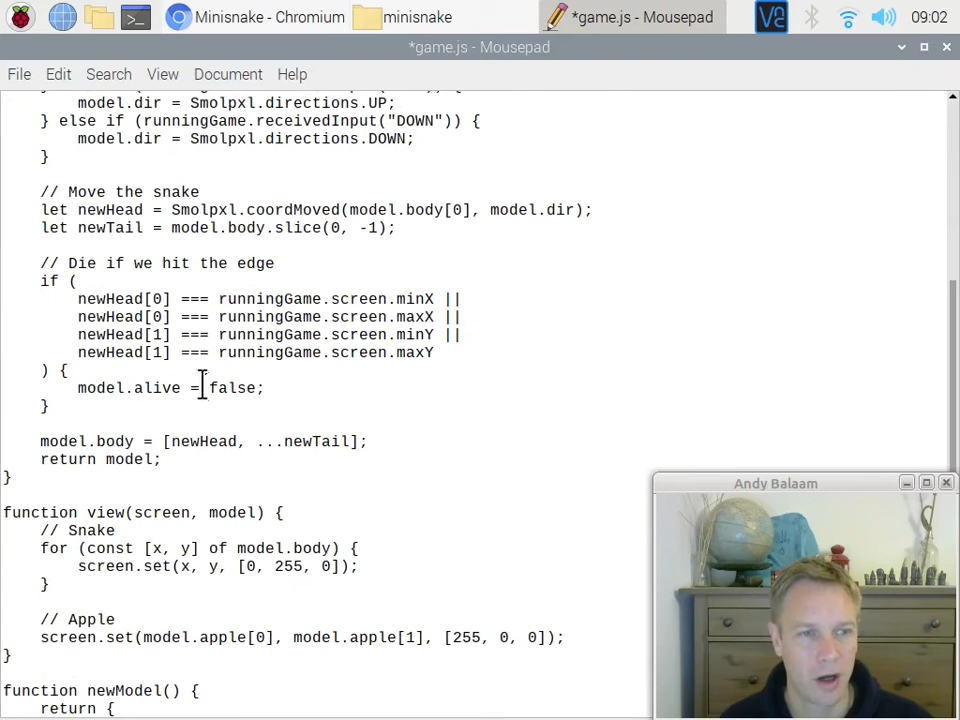 Minisnake - Chromium
minisnake
*game.js - Mousepad
09:02
*game.js - Mousepad
File Edit Search View Document Help
model.dir = Smolpxl.directions.UP;
} else if (runningGame.receivedInput("DOWN")) {
model.dir = Smolpxl.directions.DOWN;
}
// Move the snake
let newHead = Smolpxl.coordMoved(model.body[0], model.dir);
let newTail = model.body.slice(0, -1);
// Die if we hit the edge
if (
newHead[0] === runningGame.screen.minX ||
newHead[0] === runningGame.screen.maxX ||
newHead[1] === runningGame.screen.minY ||
newHead[1] === runningGame.screen.maxY
) {
model.alive = false;
}
model.body = [newHead, ...newTail];
return model;
}
Andy Balaam
function view(screen, model) {
// Snake
for (const [x, y] of model.body) {
screen.set(x, y, [0, 255, 0]);
}
// Apple
screen.set(model.apple[0], model.apple[1], [255, 0, 0]);
}
function newModel() {
return {